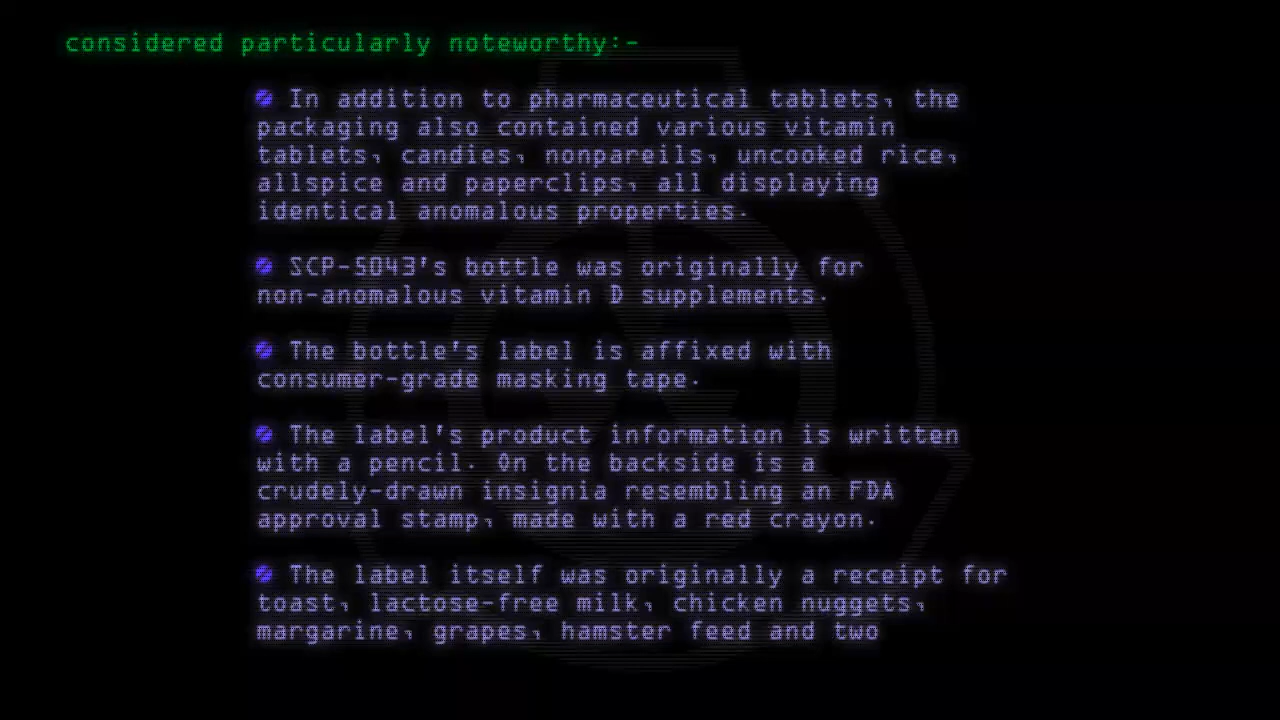 considered particularly noteworthy:-
In addition to pharmaceutical tablets, the
packaging also contained various vitamin
tablets, candies, nonpareils, uncooked rice,
allspice and paperclips, all displaying
identical anomalous properties.
SCP-5043's bottle was originally for
non-anomalous vitamin D supplements.
The bottle's label is affixed with
consumer-grade masking tape.
The label's product information is written
with a pencil. On the backside is a
crudely-drawn insignia resembling an FDA
approval stamp, made with a red crayon.
The label itself was originally a receipt for
toast, lactose-free milk, chicken nuggets,
margarine, grapes, hamster feed and two